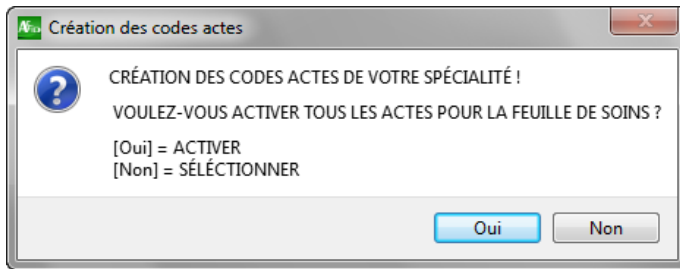 Création des codes actes
CRÉATION DES CODES ACTES DE VOTRE SPÉCIALITÉ !
VOULEZ-VOUS ACTIVER TOUS LES ACTES POUR LA FEUILLE DE SOINS ?
[Oui] = ACTIVER
[Non] = SÉLÉCTIONNER
Oui Non